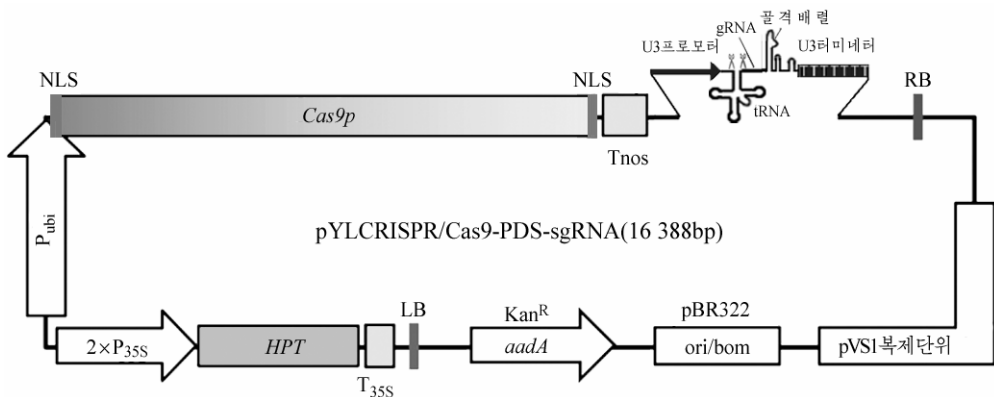 골격배렬
gRNA
U3프로모터
U3터미네터
NLS
NLS
RB
Cas9p
tRNA
Tnos
Pubi
pYLCRISPR/Cas9-PDS-sgRNA(16 388bp)
LB
KanR
pBR322
2×P35S
HPT
aadA
ori/bom
pVS1복제단위
T35S